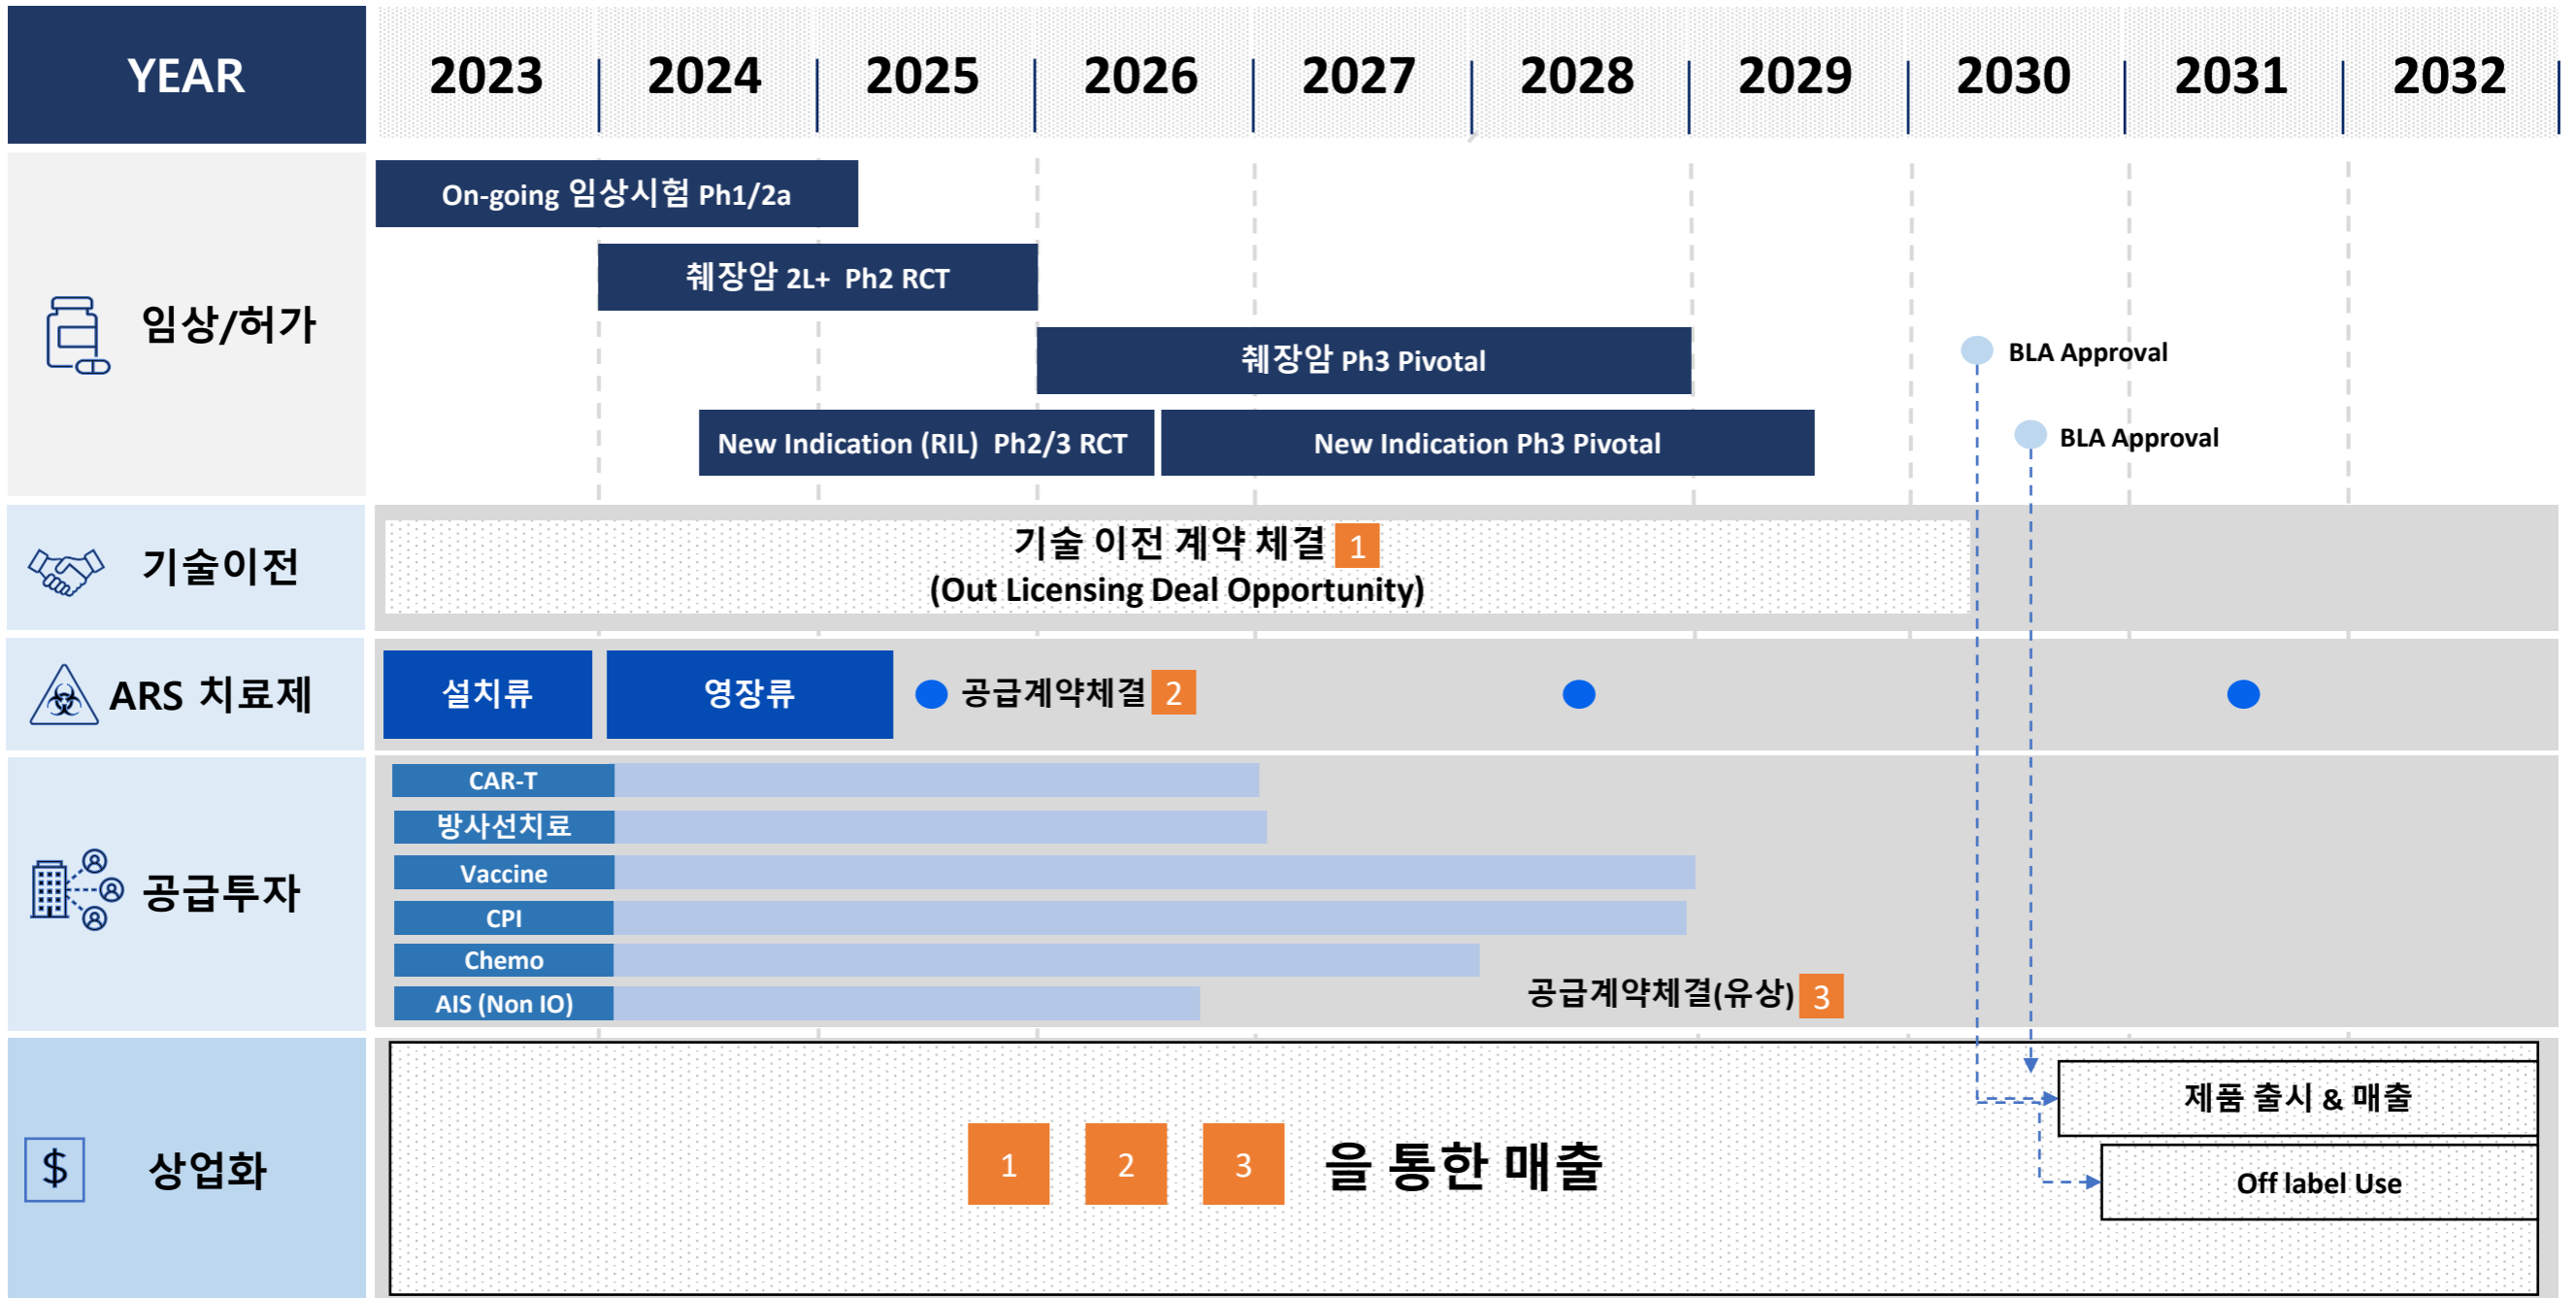 YEAR 2023 2024 2025 2026 2027 2028 2029 2030 2031 2032
임상/허가
On-going 임상시험 Ph1/2a
췌장암 2L+ Ph2 RCT
췌장암 Ph3 Pivotal
BLA Approval
New Indication (RIL) Ph2/3 RCT
New Indication Ph3 Pivotal
BLA Approval
기술이전
기술 이전 계약 체결 1
(Out Licensing Deal Opportunity)
ARS 치료제
설치류
영장류
공급계약체결 2
공급투자
CAR-T
방사선치료
Vaccine
CPI
Chemo
AIS (Non IO)
공급계약체결(유상) 3
$ 상업화
1 2 3 을 통한 매출
제품 출시 & 매출
Off label Use